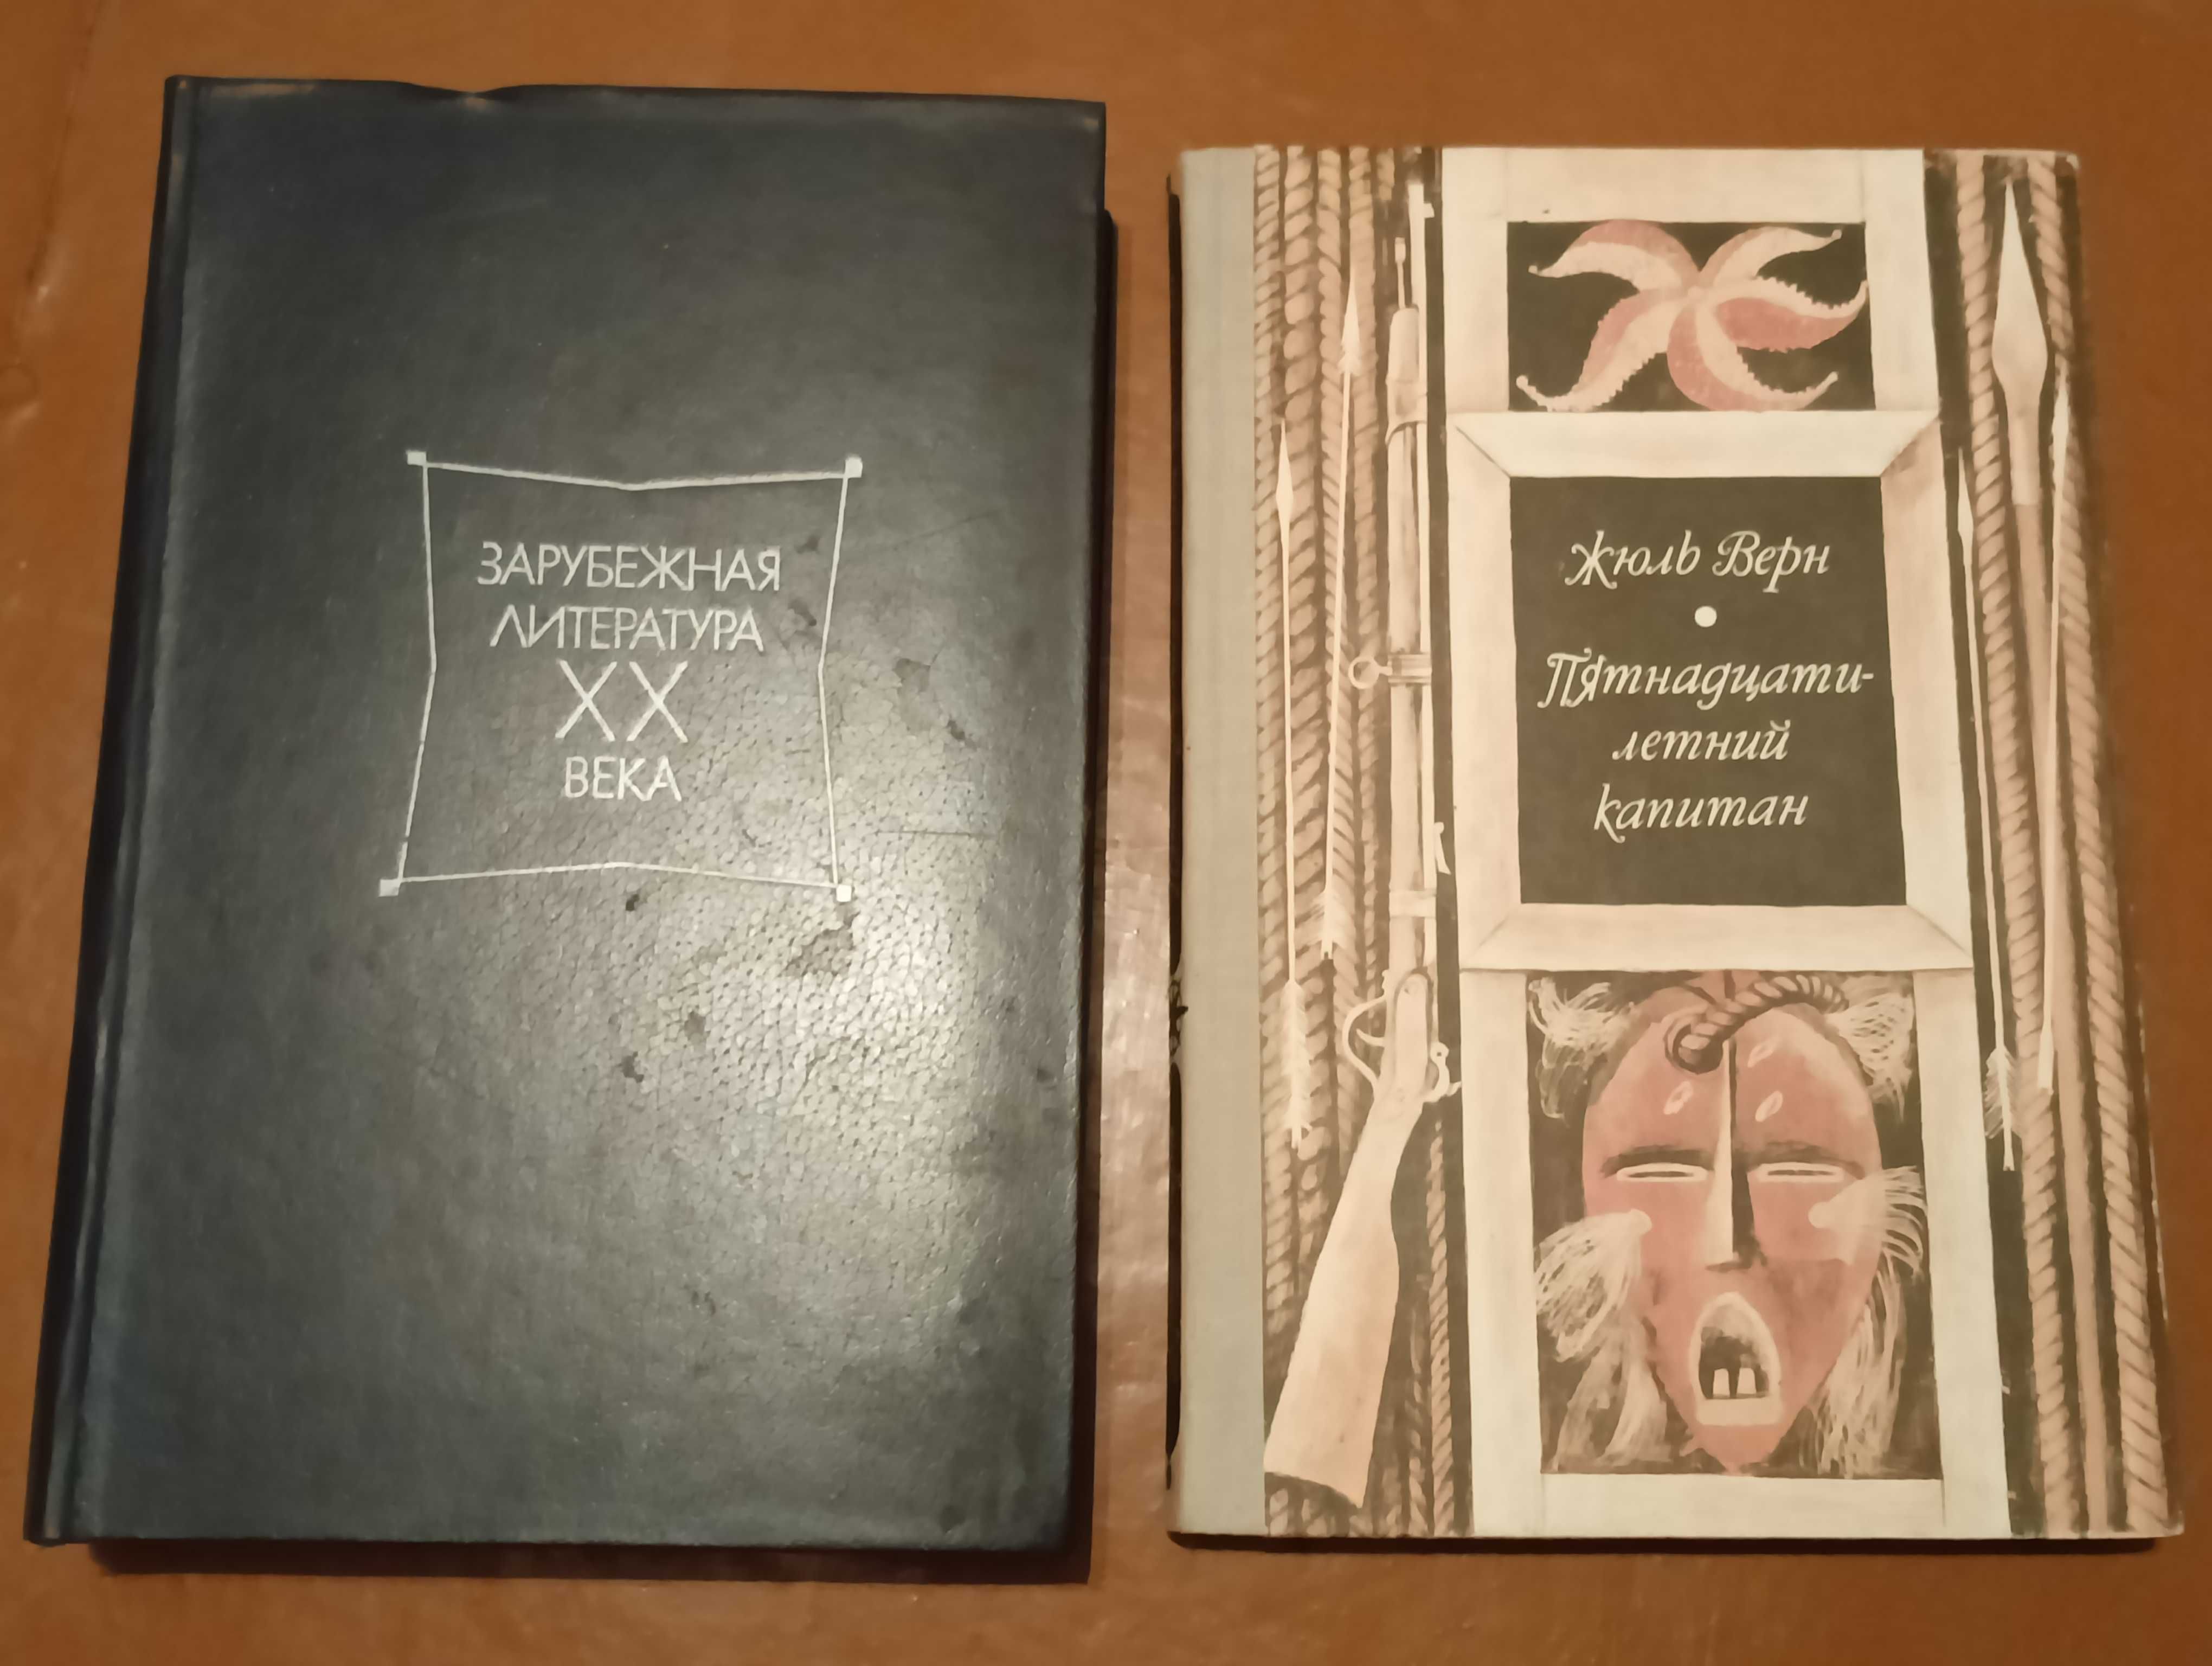 ЗАРУБЕЖНАЯ
ЛИТЕРАТУРА
XX
ВЕКА
Жюль Верн
Пятнадцати-
летний
капитан